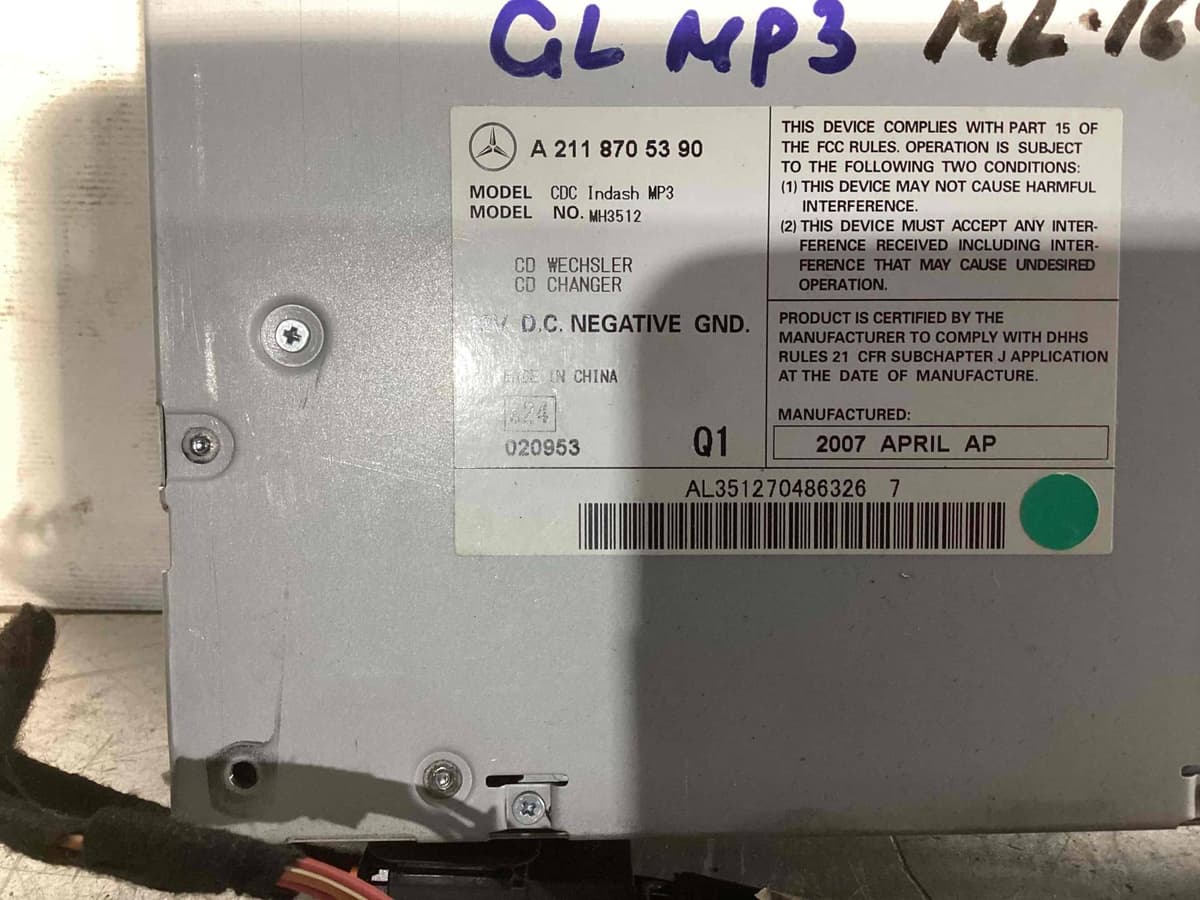 GL MP3 ML-16
A 211 870 53 90
MODEL CDC Indash MP3
MODEL NO. MH3512
CD WECHSLER
CD CHANGER
D.C. NEGATIVE GND.
MADE IN CHINA
A24
020953
Q1
THIS DEVICE COMPLIES WITH PART 15 OF
THE FCC RULES. OPERATION IS SUBJECT
TO THE FOLLOWING TWO CONDITIONS:
(1) THIS DEVICE MAY NOT CAUSE HARMFUL
INTERFERENCE.
(2) THIS DEVICE MUST ACCEPT ANY INTER-
FERENCE RECEIVED INCLUDING INTER-
FERENCE THAT MAY CAUSE UNDESIRED
OPERATION.
PRODUCT IS CERTIFIED BY THE
MANUFACTURER TO COMPLY WITH DHHS
RULES 21 CFR SUBCHAPTER J APPLICATION
AT THE DATE OF MANUFACTURE.
MANUFACTURED:
2007 APRIL AP
AL351270486326 7